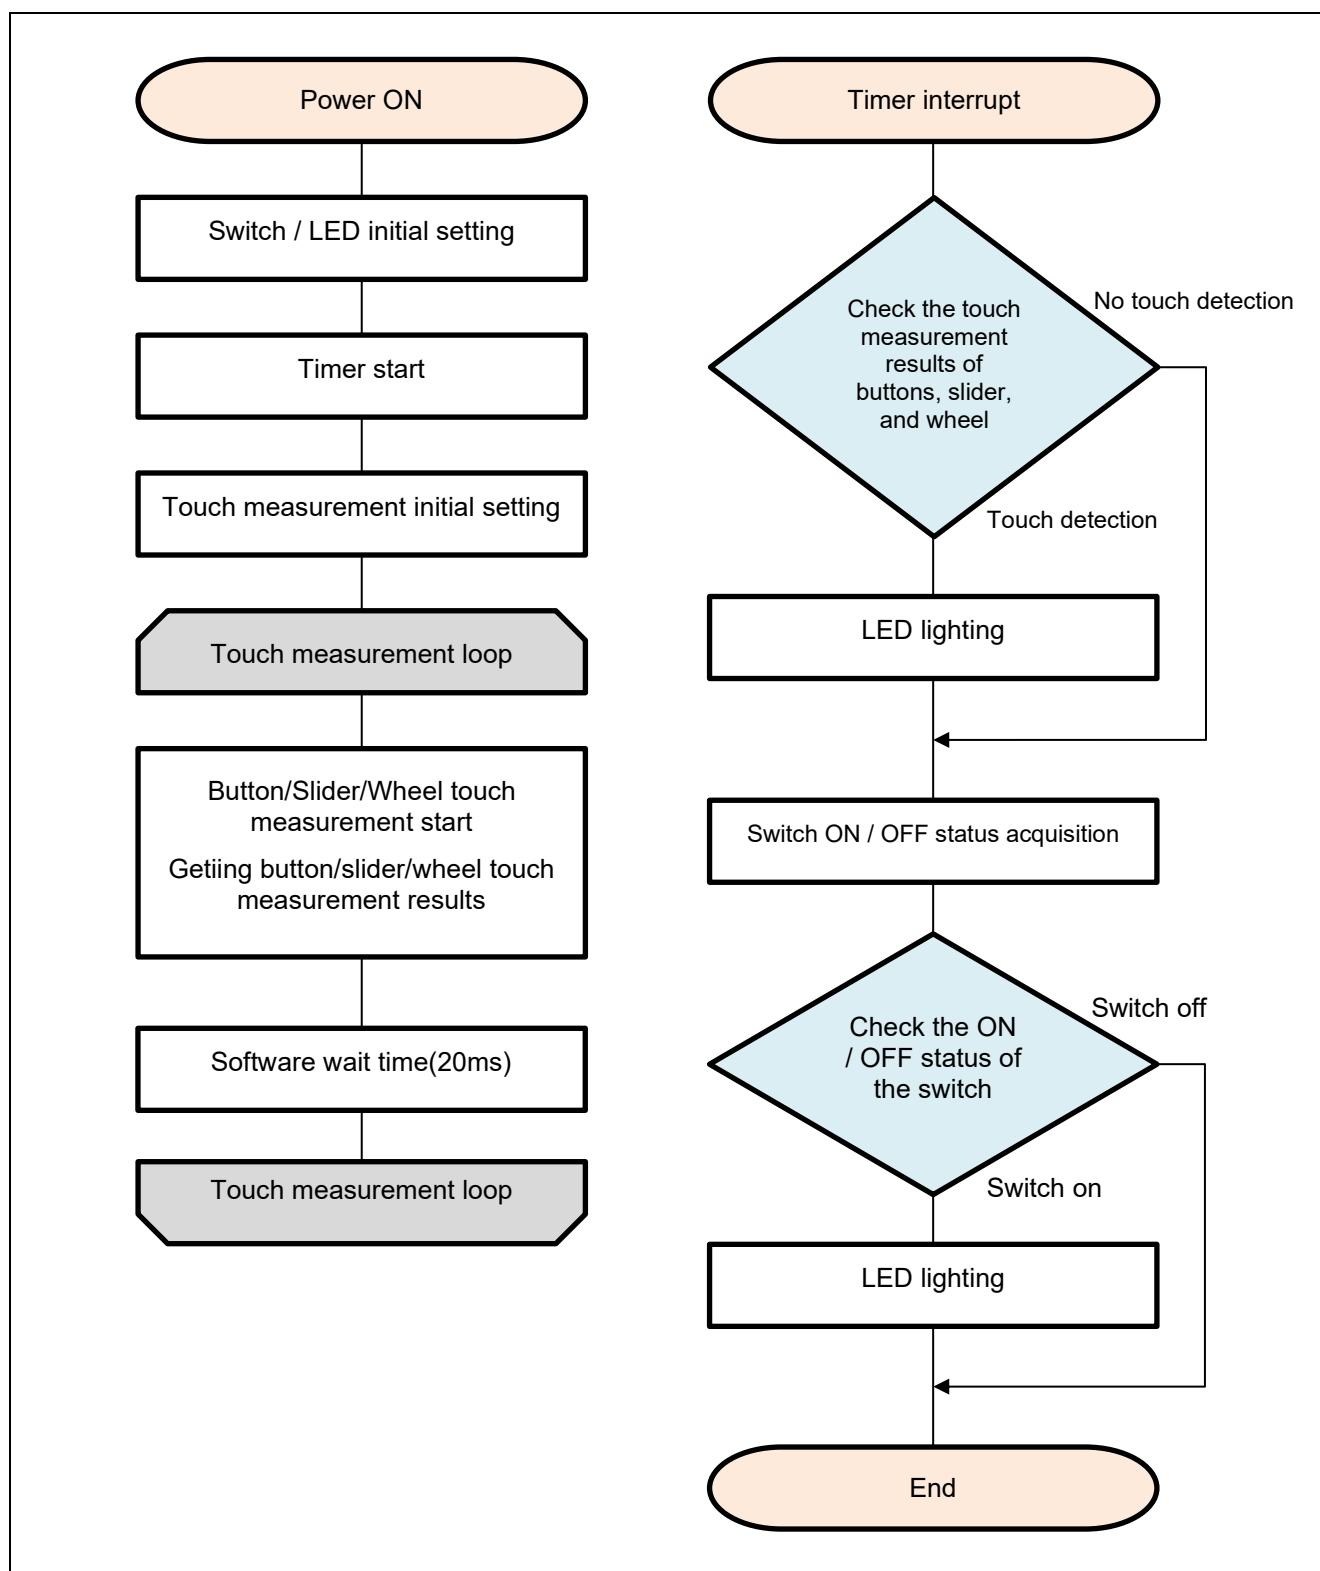 Power ON
Switch / LED initial setting
Timer start
Touch measurement initial setting
Touch measurement loop
Button/Slider/Wheel touch
measurement start
Getiing button/slider/wheel touch
measurement results
Software wait time(20ms)
Touch measurement loop
Timer interrupt
Check the touch
measurement
results of
buttons, slider,
and wheel
No touch detection
Touch detection
LED lighting
Switch ON / OFF status acquisition
Check the ON
/ OFF status of
the switch
Switch off
Switch on
LED lighting
End